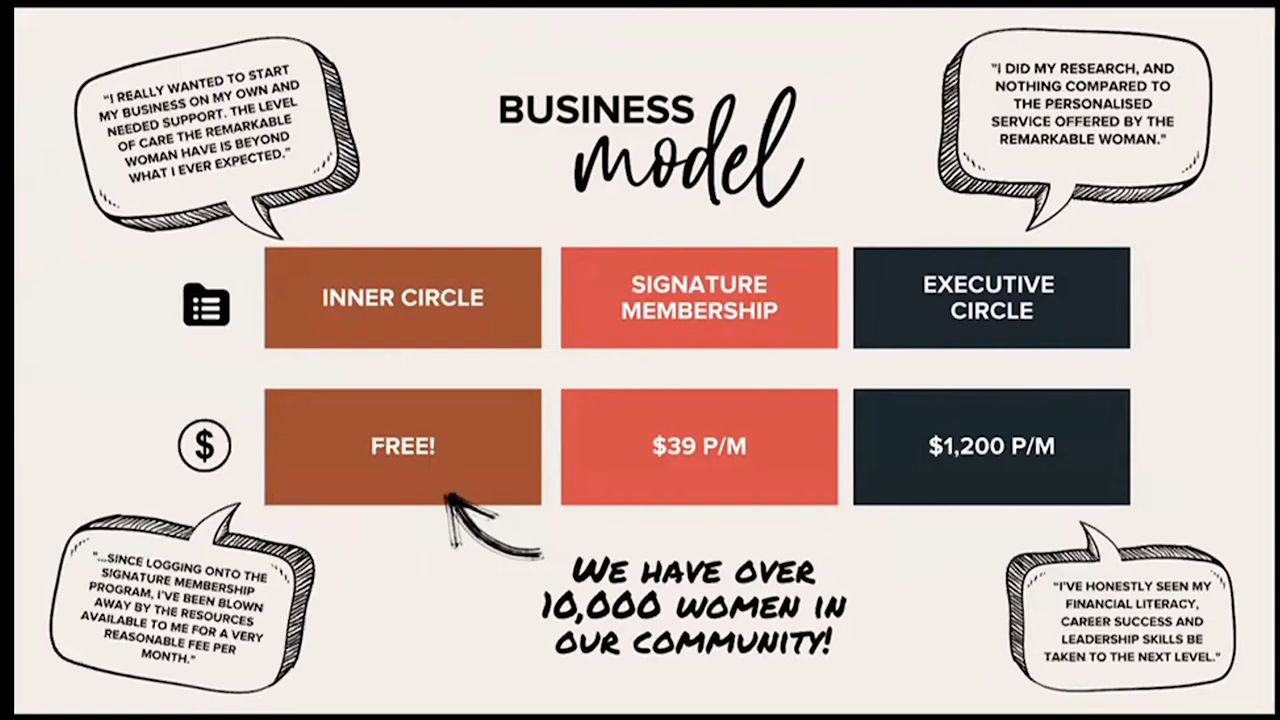 "I REALLY WANTED TO START
MY BUSINESS ON MY OWN AND
NEEDED SUPPORT. THE LEVEL
OF CARE THE REMARKABLE
WOMAN HAVE IS BEYOND
WHAT I EVER EXPECTED."
BUSINESS
model
"I DID MY RESEARCH, AND
NOTHING COMPARED TO
THE PERSONALISED
SERVICE OFFERED BY THE
REMARKABLE WOMAN."
INNER CIRCLE
SIGNATURE
MEMBERSHIP
EXECUTIVE
CIRCLE
$
FREE!
$39 P/M
$1,200 P/M
"...SINCE LOGGING ONTO THE
SIGNATURE MEMBERSHIP
PROGRAM, I'VE BEEN BLOWN
AWAY BY THE RESOURCES
AVAILABLE TO ME FOR A VERY
REASONABLE FEE PER
MONTH."
WE HAVE OVER
10,000 WOMEN IN
OUR COMMUNITY!
"I'VE HONESTLY SEEN MY
FINANCIAL LITERACY,
CAREER SUCCESS AND
LEADERSHIP SKILLS BE
TAKEN TO THE NEXT LEVEL."